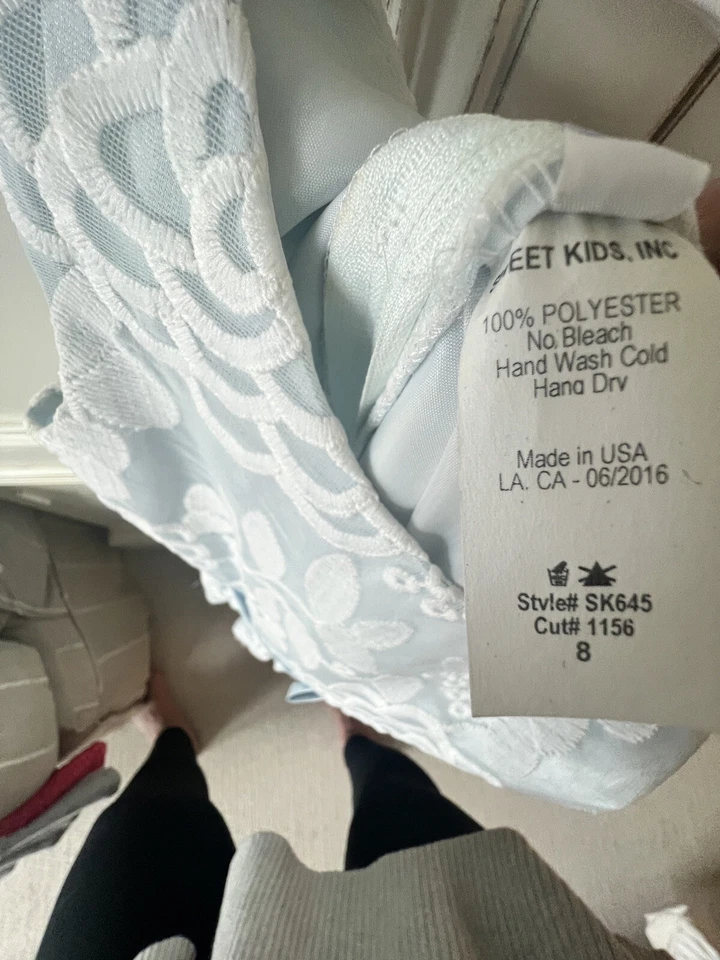 EET KIDS, INC
100% POLYESTER
No Bleach
Hand Wash Cold
Hang Dry
Made in USA
LA. CA - 06/2016
Style# SK645
Cut# 1156
8